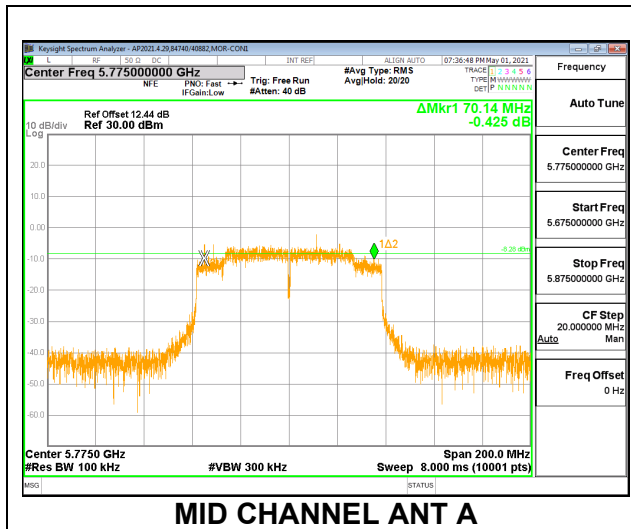 Keysight Spectrum Analyzer - AP2021.4.29,84740/40882,MOR-CON1
LXI L RF 50 Ω DC INT REF ALIGN AUTO 07:36:48 PM May 01, 2021
Center Freq 5.775000000 GHz
NFE PNO: Fast IFGain:Low
Trig: Free Run #Atten: 40 dB
#Avg Type: RMS Avg|Hold: 20/20
TRACE 1 2 3 4 5 6
TYPE M WWWWW
DET P N N N N N
ΔMkr1 70.14 MHz
-0.425 dB
Ref Offset 12.44 dB
10 dB/div Ref 30.00 dBm
Log
20.0
10.0
0.00
1Δ2
-10.0
-20.0
-30.0
-40.0
-50.0
-60.0
Center 5.7750 GHz Span 200.0 MHz
#Res BW 100 kHz #VBW 300 kHz Sweep 8.000 ms (10001 pts)
MSG STATUS
Frequency
Auto Tune
Center Freq
5.775000000 GHz
Start Freq
5.675000000 GHz
Stop Freq
5.875000000 GHz
CF Step
20.000000 MHz
Auto Man
Freq Offset
0 Hz
MID CHANNEL ANT A